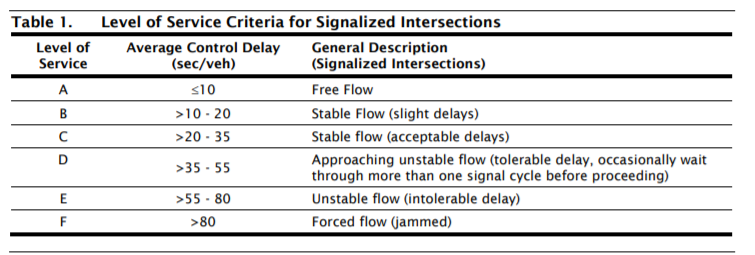 Table 1. Level of Service Criteria for Signalized Intersections
Level of Service Average Control Delay (sec/veh) General Description (Signalized Intersections)
A ≤10 Free Flow
B >10 - 20 Stable Flow (slight delays)
C >20 - 35 Stable flow (acceptable delays)
D >35 - 55 Approaching unstable flow (tolerable delay, occasionally wait
through more than one signal cycle before proceeding)
E >55 - 80 Unstable flow (intolerable delay)
F >80 Forced flow (jammed)